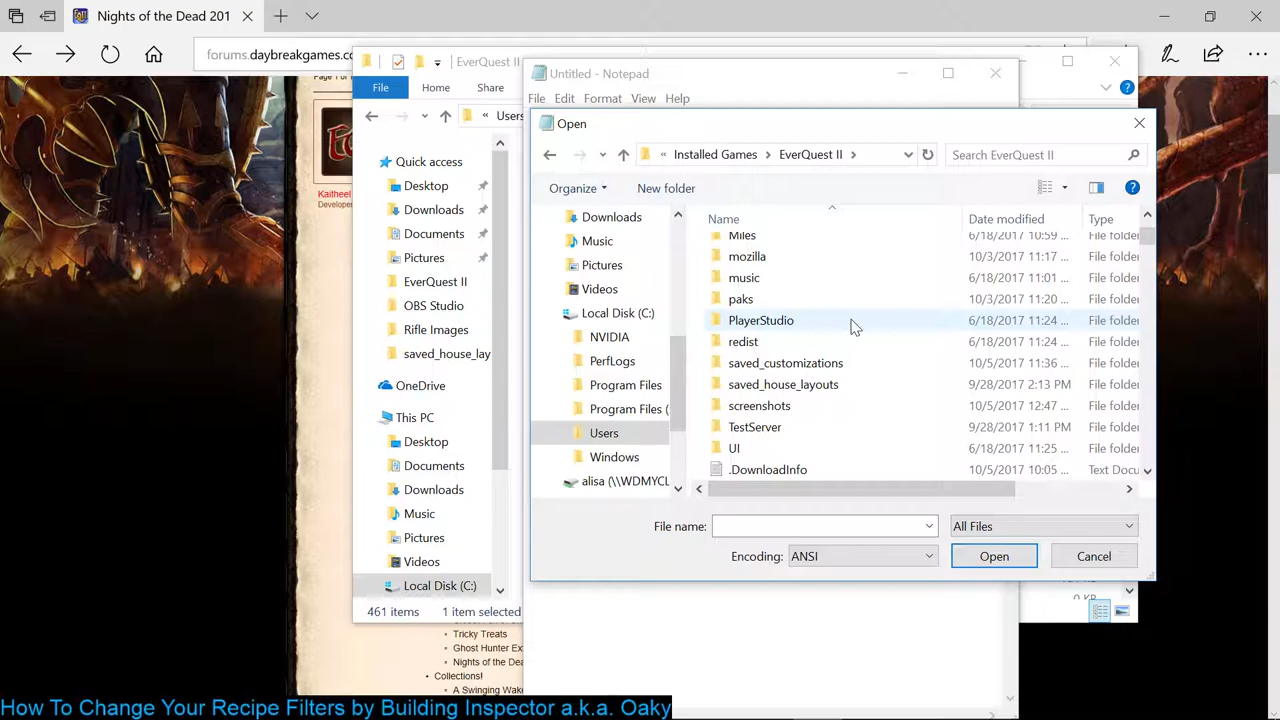 Nights of the Dead 201
forums.daybreakgames.c
Page 1 of
Kaitheel
Developer
EverQuest II
File
Home
Share
Users
Quick access
Desktop
Downloads
Documents
Pictures
EverQuest II
OBS Studio
Rifle Images
saved_house_lay
OneDrive
This PC
Desktop
Documents
Downloads
Music
Pictures
Videos
Local Disk (C:)
461 items
1 item selected
Tricky Treats
Ghost Hunter Ex
Nights of the Dea
Collections!
A Swinging Wake
Untitled - Notepad
File Edit Format View Help
Open
« Installed Games > EverQuest II >
Search EverQuest II
Organize
New folder
Downloads
Music
Pictures
Videos
Local Disk (C:)
NVIDIA
PerfLogs
Program Files
Program Files (
Users
Windows
alisa (\\WDMYCL
Name Date modified Type
Miles 6/18/2017 10:59 ... File folder
mozilla 10/3/2017 11:17 ... File folder
music 6/18/2017 11:01 ... File folder
paks 10/3/2017 11:20 ... File folder
PlayerStudio 6/18/2017 11:24 ... File folder
redist 6/18/2017 11:24 ... File folder
saved_customizations 10/5/2017 11:36 ... File folder
saved_house_layouts 9/28/2017 2:13 PM File folder
screenshots 10/5/2017 12:47 ... File folder
TestServer 9/28/2017 1:11 PM File folder
UI 6/18/2017 11:25 ... File folder
.DownloadInfo 10/5/2017 10:05 ... Text Docu
File name:
All Files
Encoding: ANSI
Open
Cancel
0 KB
How To Change Your Recipe Filters by Building Inspector a.k.a. Oaky